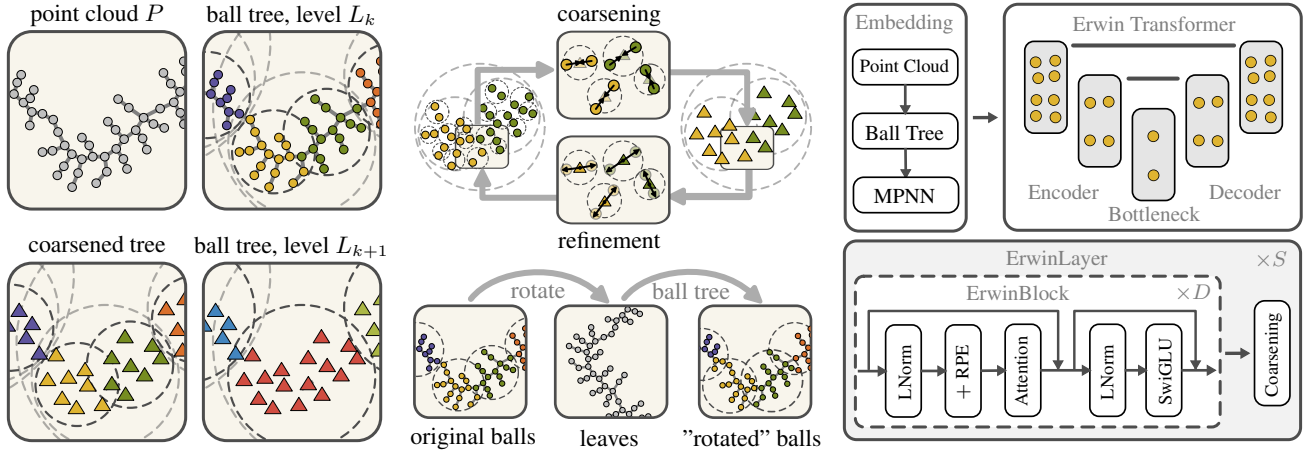 point cloud P
ball tree, level L_k
coarsened tree
ball tree, level L_{k+1}
coarsening
refinement
rotate
ball tree
original balls
leaves
"rotated" balls
Embedding
Point Cloud
Ball Tree
MPNN
Erwin Transformer
Encoder
Decoder
Bottleneck
ErwinLayer
×S
ErwinBlock
×D
LNorm
+ RPE
Attention
LNorm
SwiGLU
Coarsening